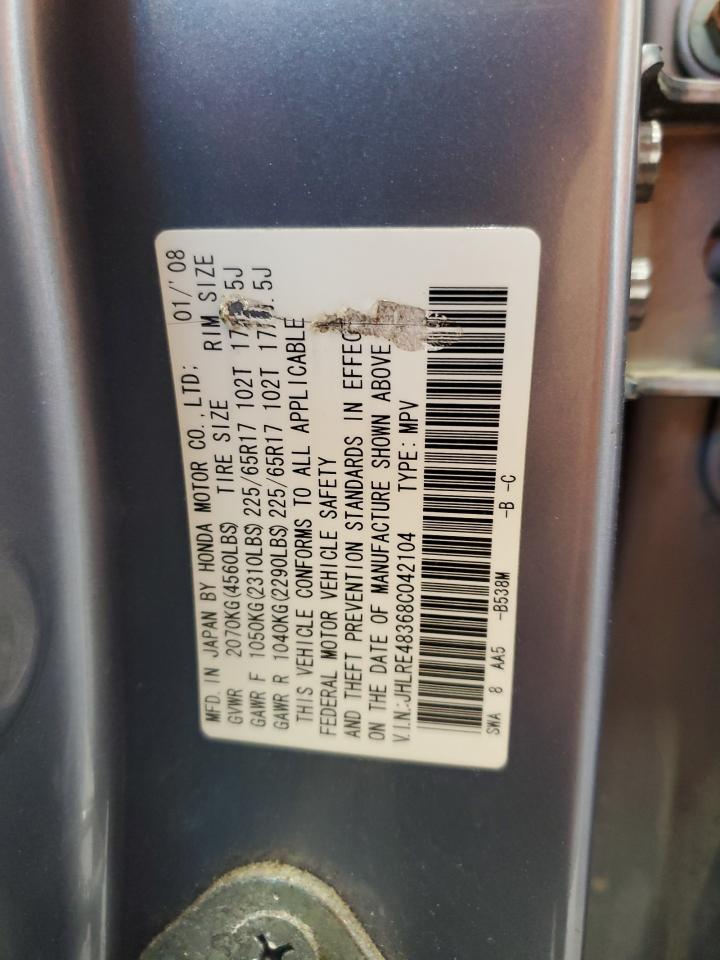 MFD. IN JAPAN BY HONDA MOTOR CO.,LTD; 01/'08
GVWR 2070KG(4560LBS) TIRE SIZE RIM SIZE
GAWR F 1050KG(2310LBS) 225/65R17 102T
GAWR R 1040KG(2290LBS) 225/65R17 102T
THIS VEHICLE CONFORMS TO ALL APPLICABLE
FEDERAL MOTOR VEHICLE SAFETY
AND THEFT PREVENTION STANDARDS IN
ON THE DATE OF MANUFACTURE SHOWN ABOVE
V.I.N.:JHLRE48368C042104 TYPE: MPV
SWA 8 AA5 -B538M -B -C